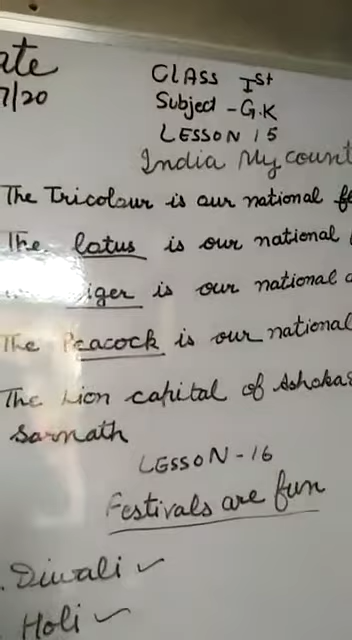 ate
7/20
CLASS Ist
Subject - G.K
LESSON 15
India My count
The Tricolour is our national f
The latus is our national
iger is our national a
The Peacock is our national
The Lion capital of Ashoka
Sarnath
LESSON - 16
Festivals are fun
Diwali ✓
Holi ✓